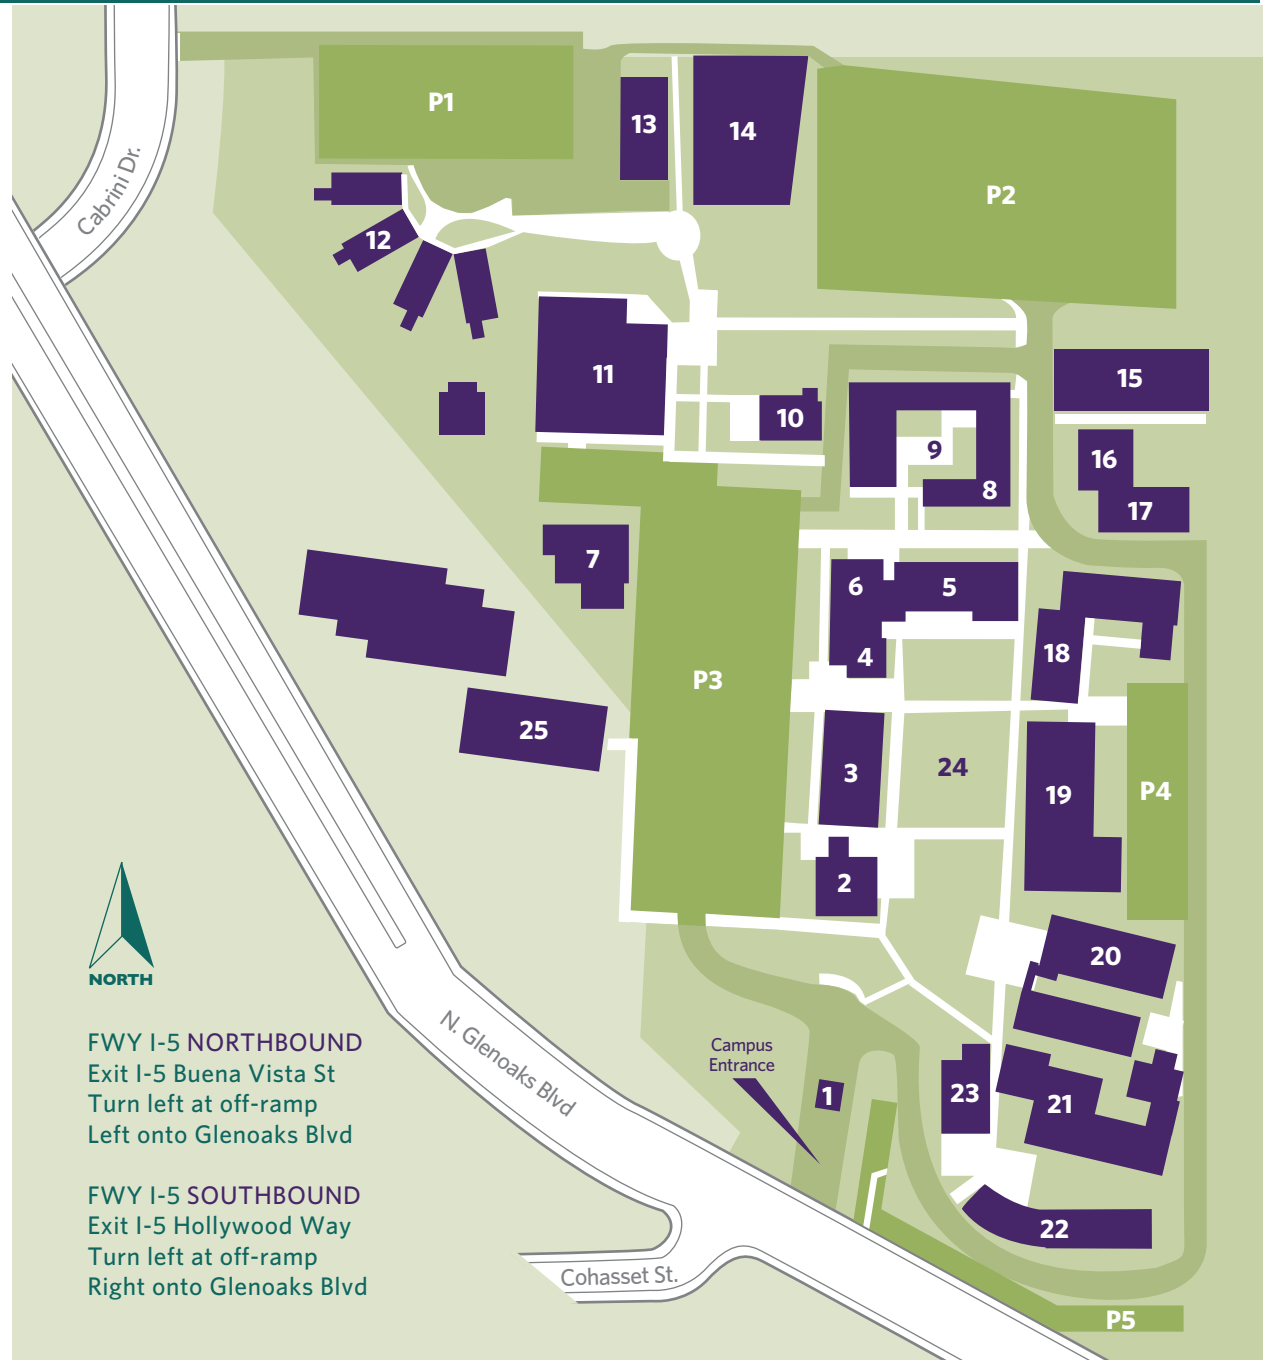 P1
13
14
P2
Cabrini Dr.
12
11
15
10
9
16
8
17
7
6
5
4
18
P3
25
3
24
19
P4
2
20
NORTH
FWY I-5 NORTHBOUND
Exit I-5 Buena Vista St
Turn left at off-ramp
Left onto Glenoaks Blvd
FWY I-5 SOUTHBOUND
Exit I-5 Hollywood Way
Turn left at off-ramp
Right onto Glenoaks Blvd
N. Glenoaks Blvd
Campus
Entrance
1
23
21
22
Cohasset St.
P5